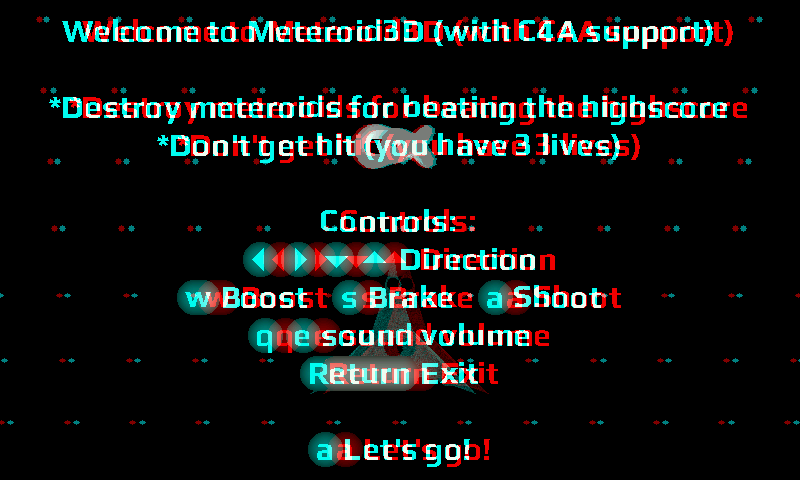 Welcome to Meteroid3D (with C4A support)
*Destroy meteroids for beating the highscore
*Don't get hit (you have 3 lives)
Controls:
Direction
w Boost s Brake a Shoot
q e sound volume
Return Exit
a Let's go!